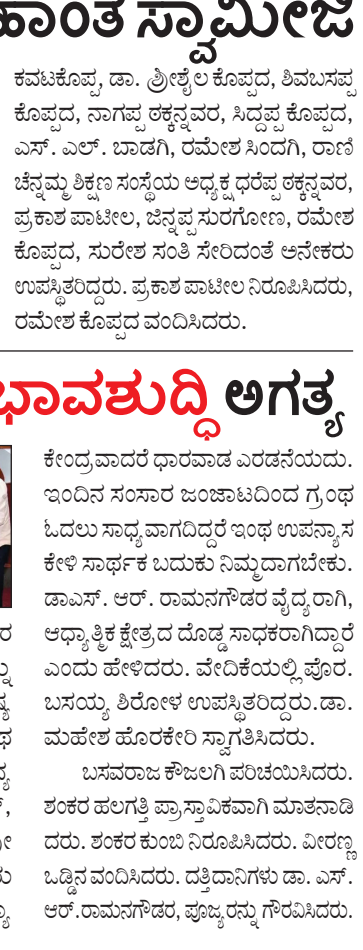 ಹಾಂತ ಸ್ವಾಮೀಜಿ
ಕವಟಕೊಪ್ಪ, ಡಾ. ಶ್ರೀಶೈಲ ಕೊಪ್ಪದ, ಶಿವಬಸಪ್ಪ
ಕೊಪ್ಪದ, ನಾಗಪ್ಪ ಠಕ್ಕನ್ನವರ, ಸಿದ್ದಪ್ಪ ಕೊಪ್ಪದ,
ಎಸ್. ಎಲ್. ಬಾಡಗಿ, ರಮೇಶ ಸಿಂದಗಿ, ರಾಣಿ
ಚೆನ್ನಮ್ಮ ಶಿಕ್ಷಣ ಸಂಸ್ಥೆಯ ಅಧ್ಯಕ್ಷ ಧರೆಪ್ಪ ಠಕ್ಕನ್ನವರ,
ಪ್ರಕಾಶ ಪಾಟೀಲ, ಜಿನ್ನಪ್ಪ ಸುರಗೋಣ, ರಮೇಶ
ಕೊಪ್ಪದ, ಸುರೇಶ ಸಂತಿ ಸೇರಿದಂತೆ ಅನೇಕರು
ಉಪಸ್ಥಿತರಿದ್ದರು. ಪ್ರಕಾಶ ಪಾಟೀಲ ನಿರೂಪಿಸಿದರು,
ರಮೇಶ ಕೊಪ್ಪದ ವಂದಿಸಿದರು.
ಭಾವಶುದ್ಧಿ ಅಗತ್ಯ
ಕೇಂದ್ರವಾದರೆ ಧಾರವಾಡ ಎರಡನೆಯದು.
ಇಂದಿನ ಸಂಸಾರ ಜಂಜಾಟದಿಂದ ಗ್ರಂಥ
ಓದಲು ಸಾಧ್ಯವಾಗದಿದ್ದರೆ ಇಂಥ ಉಪನ್ಯಾಸ
ಕೇಳಿ ಸಾರ್ಥಕ ಬದುಕು ನಿಮ್ಮದಾಗಬೇಕು.
ಡಾಎಸ್. ಆರ್. ರಾಮನಗೌಡರ ವೈದ್ಯರಾಗಿ,
ಆಧ್ಯಾತ್ಮಿಕ ಕ್ಷೇತ್ರದ ದೊಡ್ಡ ಸಾಧಕರಾಗಿದ್ದಾರೆ
ಎಂದು ಹೇಳಿದರು. ವೇದಿಕೆಯಲ್ಲಿ ಪೊರ.
ಬಸಯ್ಯ ಶಿರೋಳ ಉಪಸ್ಥಿತರಿದ್ದರು.ಡಾ.
ಮಹೇಶ ಹೊರಕೇರಿ ಸ್ವಾಗತಿಸಿದರು.
ಬಸವರಾಜ ಕೌಜಲಗಿ ಪರಿಚಯಿಸಿದರು.
ಶಂಕರ ಹಲಗತ್ತಿ ಪ್ರಾಸ್ತಾವಿಕವಾಗಿ ಮಾತನಾಡಿ
ದರು. ಶಂಕರ ಕುಂಬಿ ನಿರೂಪಿಸಿದರು. ವೀರಣ್ಣ
ಒಡ್ಡಿನ ವಂದಿಸಿದರು. ದತ್ತಿದಾನಿಗಳು ಡಾ. ಎಸ್.
ಆರ್.ರಾಮನಗೌಡರ, ಪೂಜ್ಯರನ್ನು ಗೌರವಿಸಿದರು.